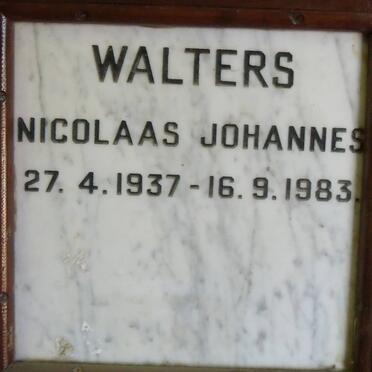 WALTERS
NICOLAAS JOHANNES
27. 4. 1937 - 16. 9. 1983.